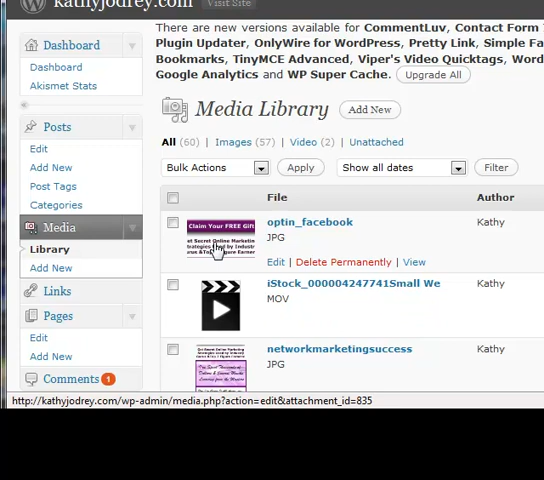 kathyjodrey.com Visit Site
There are new versions available for CommentLuv, Contact Form 7
Plugin Updater, OnlyWire for WordPress, Pretty Link, Simple Fa
Bookmarks, TinyMCE Advanced, Viper's Video Quicktags, Word
Google Analytics and WP Super Cache. Upgrade All
Dashboard
Dashboard
Akismet Stats
Posts
Edit
Add New
Post Tags
Categories
Media
Library
Add New
Links
Pages
Edit
Add New
Comments 1
Media Library Add New
All (60) | Images (57) | Video (2) | Unattached
Bulk Actions Apply Show all dates Filter
File Author
Claim Your FREE Gift
optin_facebook Kathy
JPG
Edit | Delete Permanently | View
iStock_000004247741Small We Kathy
MOV
networkmarketingsuccess Kathy
JPG
http://kathyjodrey.com/wp-admin/media.php?action=edit&attachment_id=835